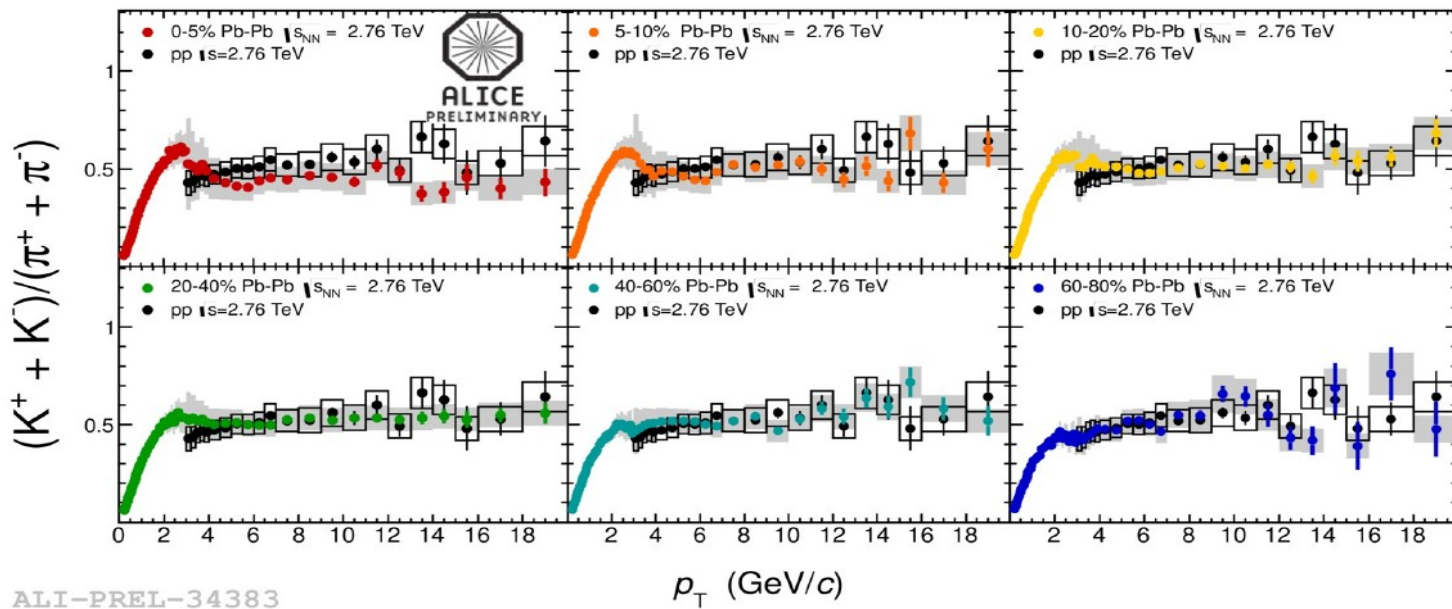 0-5% Pb-Pb √sNN = 2.76 TeV
pp √s=2.76 TeV
ALICE
PRELIMINARY
5-10% Pb-Pb √sNN = 2.76 TeV
pp √s=2.76 TeV
10-20% Pb-Pb √sNN = 2.76 TeV
pp √s=2.76 TeV
1
0.5
(K+ + K-)/(π+ + π-)
20-40% Pb-Pb √sNN = 2.76 TeV
pp √s=2.76 TeV
40-60% Pb-Pb √sNN = 2.76 TeV
pp √s=2.76 TeV
60-80% Pb-Pb √sNN = 2.76 TeV
pp √s=2.76 TeV
1
0.5
0 2 4 6 8 10 12 14 16 18 2 4 6 8 10 12 14 16 18 2 4 6 8 10 12 14 16 18
pT (GeV/c)
ALI-PREL-34383